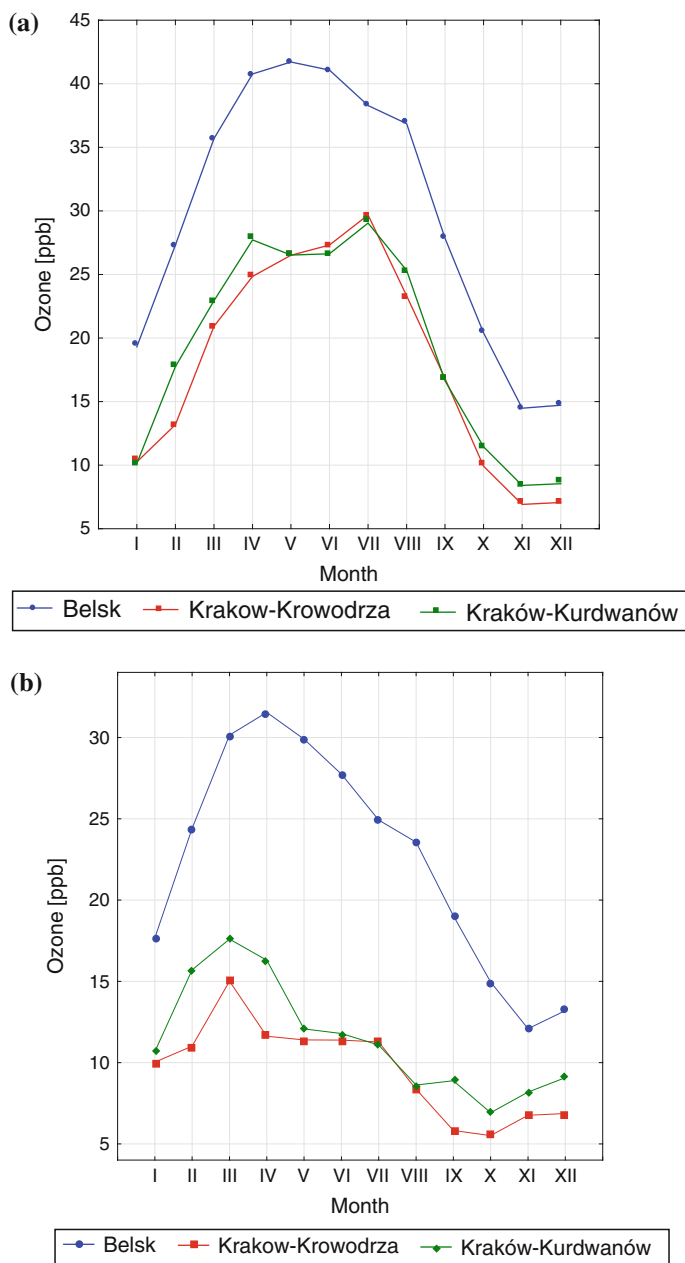 (a)
45
40
35
30
25
20
15
10
5
Ozone [ppb]
I II III IV V VI VII VIII IX X XI XII
Month
Belsk Krakow-Krowodrza Kraków-Kurdwanów
(b)
30
25
20
15
10
5
Ozone [ppb]
I II III IV V VI VII VIII IX X XI XII
Month
Belsk Krakow-Krowodrza Kraków-Kurdwanów